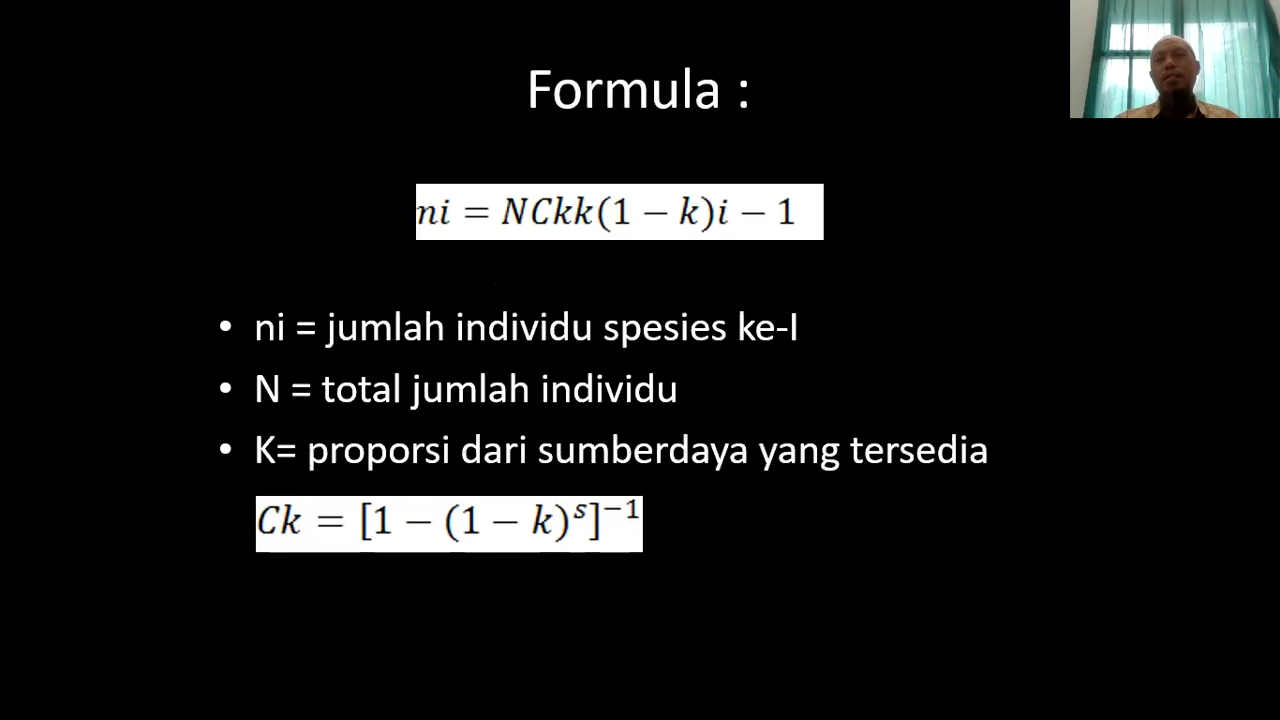 Formula :
ni = NCkk(1 − k)i − 1
• ni = jumlah individu spesies ke-I
• N = total jumlah individu
• K= proporsi dari sumberdaya yang tersedia
Ck = [1 − (1 − k)ˢ]⁻¹